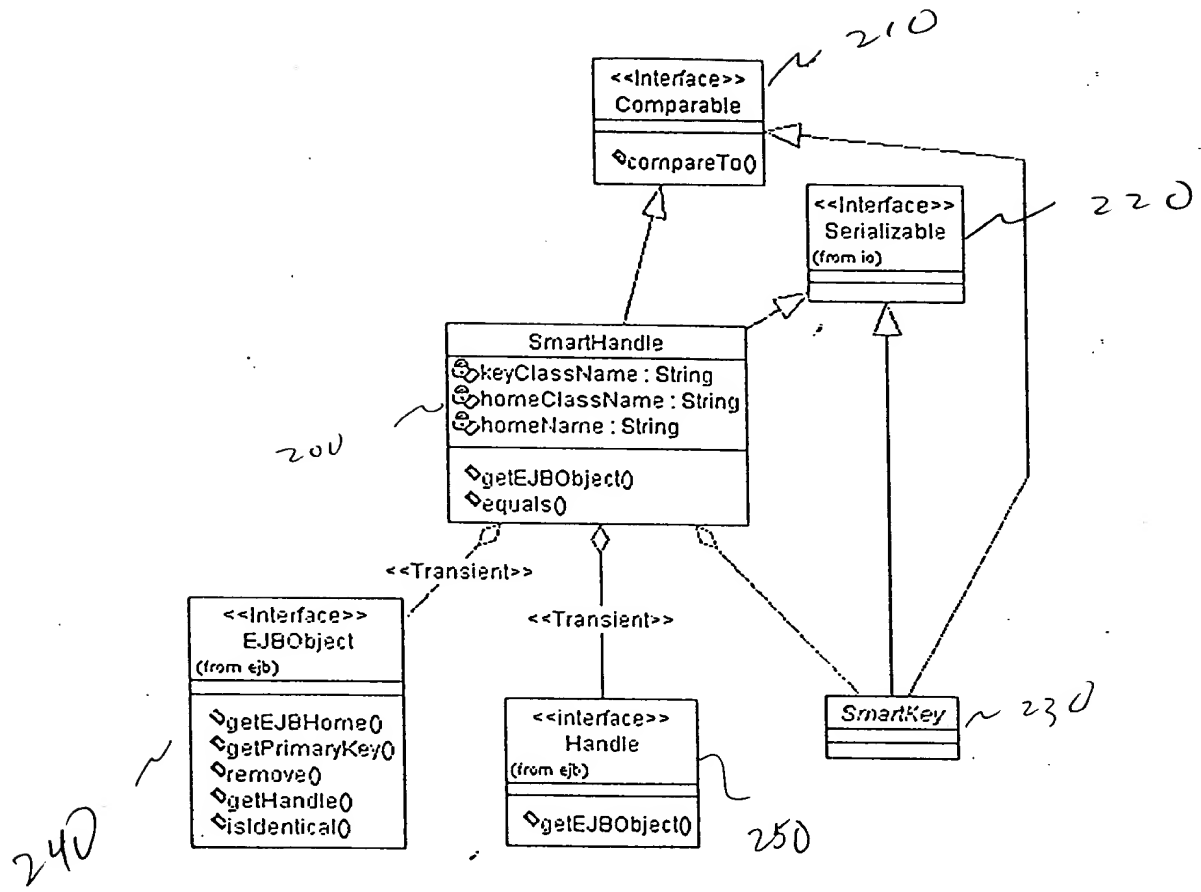 210
<<Interface>>
Comparable
compareTo()
220
<<Interface>>
Serializable
(from io)
SmartHandle
keyClassName : String
homeClassName : String
homeName : String
getEJBObject()
equals()
200
<<Transient>>
<<Transient>>
<<Interface>>
EJBObject
(from ejb)
getEJBHome()
getPrimaryKey()
remove()
getHandle()
isIdentical()
240
<<interface>>
Handle
(from ejb)
getEJBObject()
250
SmartKey
230